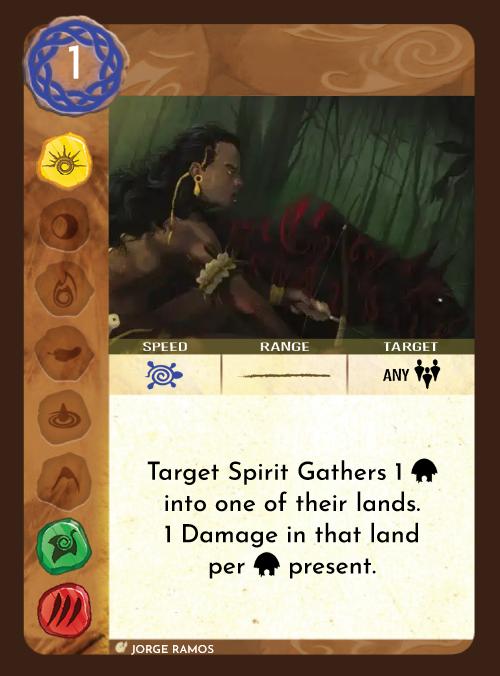 1
SPEED RANGE TARGET
ANY
Target Spirit Gathers 1
into one of their lands.
1 Damage in that land
per present.
JORGE RAMOS